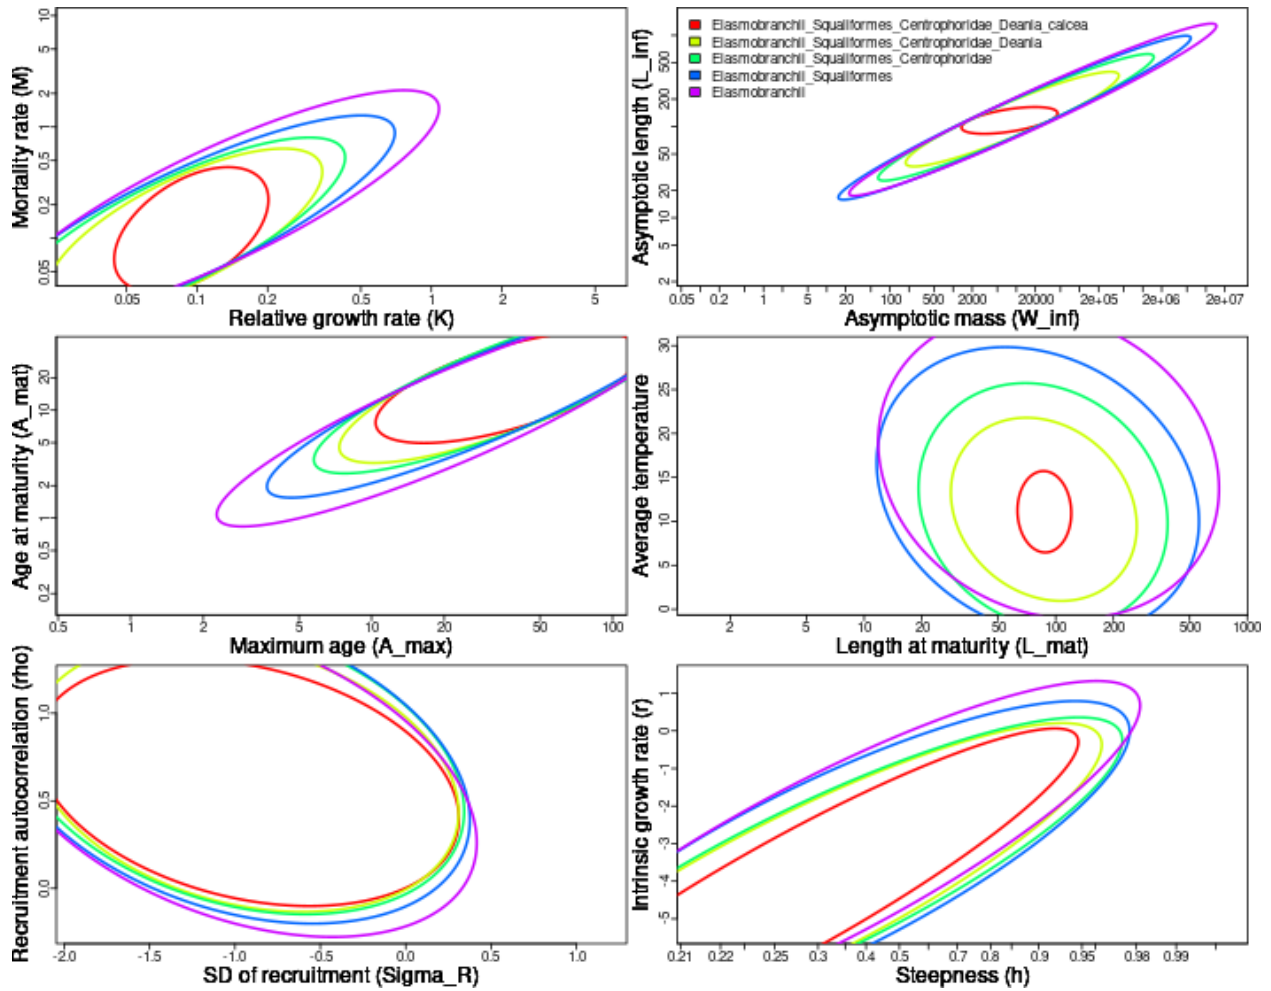 10
5
2
1
0.5
0.2
0.05
Mortality rate (M)
0.05 0.1 0.2 0.5 1 2 5
Relative growth rate (K)
Elasmobranchii_Squaliformes_Centrophoridae_Deania_calcea
Elasmobranchii_Squaliformes_Centrophoridae_Deania
Elasmobranchii_Squaliformes_Centrophoridae
Elasmobranchii_Squaliformes
Elasmobranchii
500
200
50
20
10
5
2
Asymptotic length (L_inf)
0.05 0.2 1 5 20 100 500 2000 20000 2e+05 2e+06 2e+07
Asymptotic mass (W_inf)
20
10
5
2
1
0.5
0.2
Age at maturity (A_mat)
0.5 1 2 5 10 20 50 100
Maximum age (A_max)
30
25
20
15
10
5
0
Average temperature
2 5 10 20 50 100 200 500 1000
Length at maturity (L_mat)
1.0
0.5
0.0
Recruitment autocorrelation (rho)
-2.0 -1.5 -1.0 -0.5 0.0 0.5 1.0
SD of recruitment (Sigma_R)
1
0
-1
-2
-3
-4
-5
Intrinsic growth rate (r)
0.21 0.22 0.25 0.3 0.4 0.5 0.7 0.8 0.9 0.95 0.98 0.99
Steepness (h)